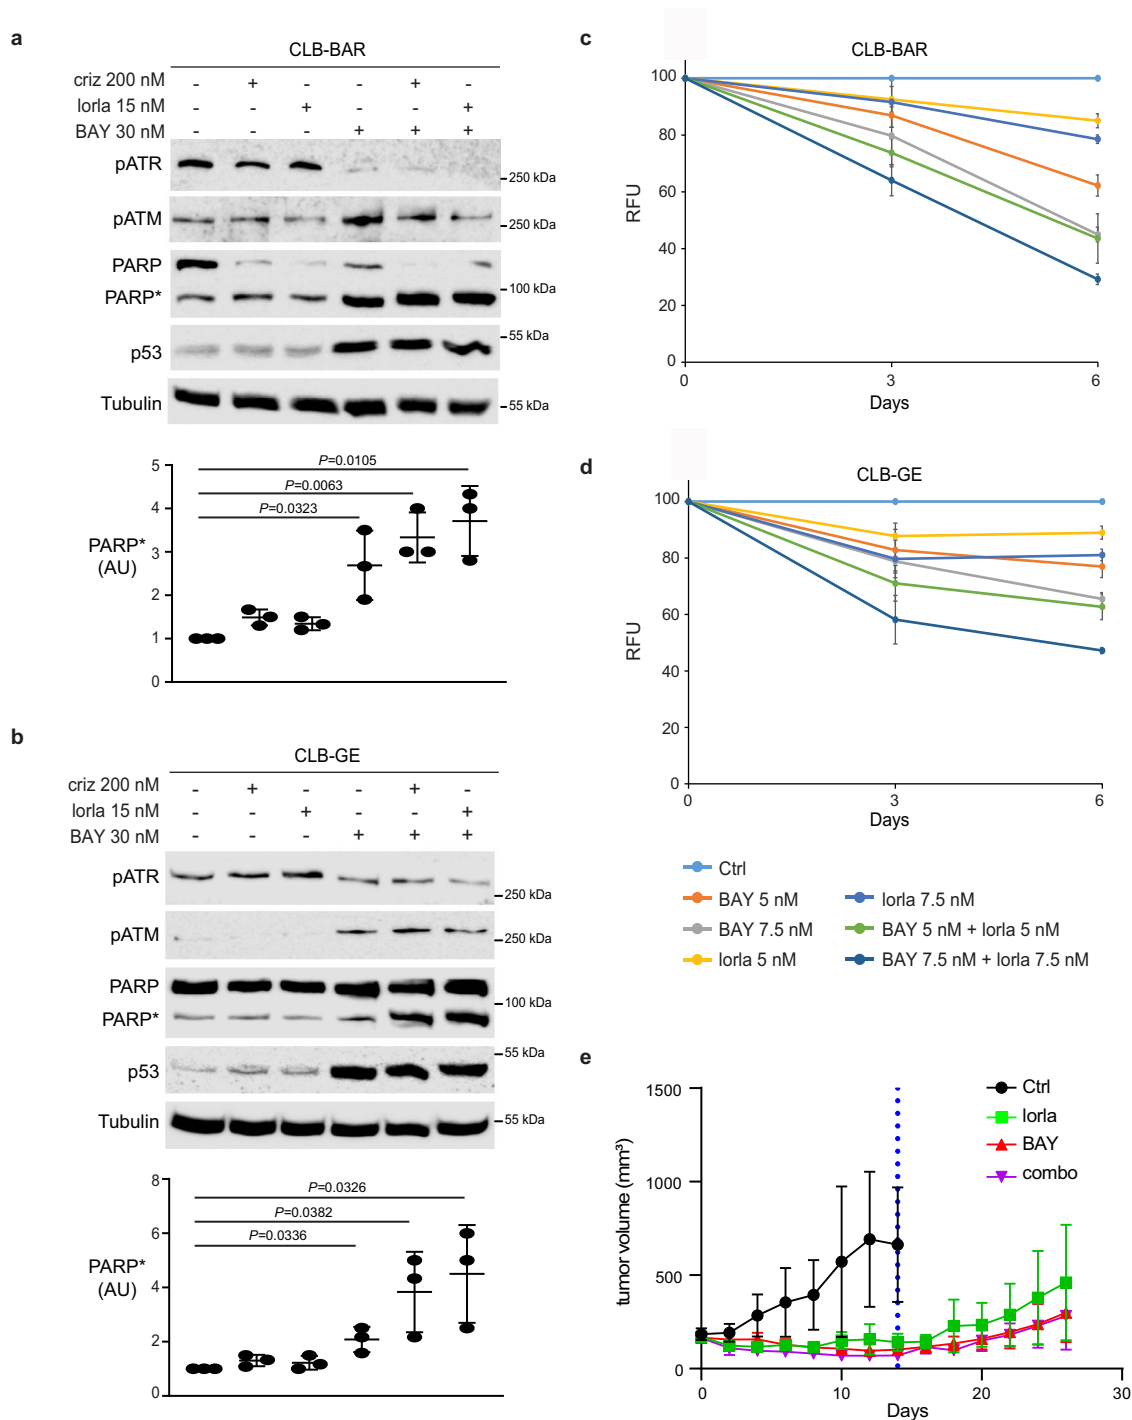 a
CLB-BAR
criz 200 nM - + - - + -
lorla 15 nM - - + - - +
BAY 30 nM - - - + + +
pATR
250 kDa
pATM
250 kDa
PARP
100 kDa
PARP*
55 kDa
p53
Tubulin
55 kDa
5
4
3
2
1
0
PARP*
(AU)
P=0.0105
P=0.0063
P=0.0323
b
CLB-GE
criz 200 nM - + - - + -
lorla 15 nM - - + - - +
BAY 30 nM - - - + + +
pATR
250 kDa
pATM
250 kDa
PARP
100 kDa
PARP*
55 kDa
p53
Tubulin
55 kDa
8
6
4
2
0
PARP*
(AU)
P=0.0326
P=0.0382
P=0.0336
c
CLB-BAR
100
80
60
40
20
0
RFU
0 3 6
Days
d
CLB-GE
100
80
60
40
20
0
RFU
0 3 6
Days
Ctrl
BAY 5 nM
BAY 7.5 nM
lorla 5 nM
lorla 7.5 nM
BAY 5 nM + lorla 5 nM
BAY 7.5 nM + lorla 7.5 nM
e
1500
1000
500
0
tumor volume (mm³)
Ctrl
lorla
BAY
combo
0 10 20 30
Days